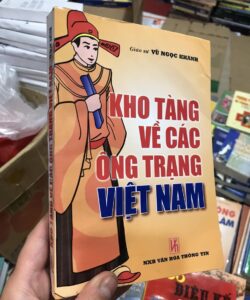 Giáo sư VŨ NGỌC KHÁNH
KHO TÀNG
VỀ CÁC
ÔNG TRẠNG
VIỆT NAM
NXB VĂN HÓA THÔNG TIN